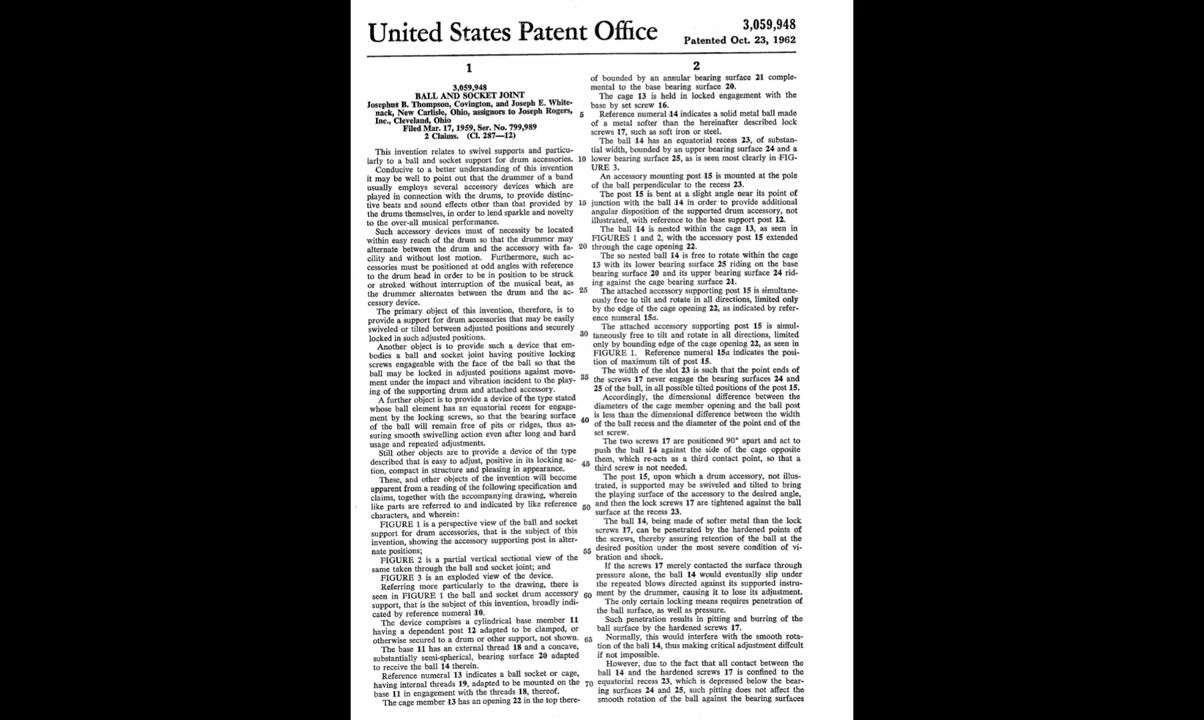 United States Patent Office
3,059,948
Patented Oct. 23, 1962
1
3,059,948
BALL AND SOCKET JOINT
Josephus B. Thompson, Covington, and Joseph E. White-
nack, New Carlisle, Ohio, assignors to Joseph Rogers,
Inc., Cleveland, Ohio
Filed Mar. 17, 1959, Ser. No. 799,989
2 Claims. (Cl. 287—12)
This invention relates to swivel supports and particu-
larly to a ball and socket support for drum accessories.
Conducive to a better understanding of this invention
it may be well to point out that the drummer of a band
usually employs several accessory devices which are
played in connection with the drums, to provide distinc-
tive beats and sound effects other than that provided by
the drums themselves, in order to lend sparkle and novelty
to the over-all musical performance.
Such accessory devices must of necessity be located
within easy reach of the drum so that the drummer may
alternate between the drum and the accessory with fa-
cility and without lost motion. Furthermore, such ac-
cessories must be positioned at odd angles with reference
to the drum head in order to be in position to be struck
or stroked without interruption of the musical beat, as
the drummer alternates between the drum and the ac-
cessory device.
The primary object of this invention, therefore, is to
provide a support for drum accessories that may be easily
swiveled or tilted between adjusted positions and securely
locked in such adjusted positions.
Another object is to provide such a device that em-
bodies a ball and socket joint having positive locking
screws engageable with the face of the ball so that the
ball may be locked in adjusted positions against move-
ment under the impact and vibration incident to the play-
ing of the supporting drum and attached accessory.
A further object is to provide a device of the type stated
whose ball element has an equatorial recess for engage-
ment by the locking screws, so that the bearing surface
of the ball will remain free of pits or ridges, thus as-
suring smooth swivelling action even after long and hard
usage and repeated adjustments.
Still other objects are to provide a device of the type
described that is easy to adjust, positive in its locking ac-
tion, compact in structure and pleasing in appearance.
These, and other objects of the invention will become
apparent from a reading of the following specification and
claims, together with the accompanying drawing, wherein
like parts are referred to and indicated by like reference
characters, and wherein:
FIGURE 1 is a perspective view of the ball and socket
support for drum accessories, that is the subject of this
invention, showing the accessory supporting post in alter-
nate positions;
FIGURE 2 is a partial vertical sectional view of the
same taken through the ball and socket joint; and
FIGURE 3 is an exploded view of the device.
Referring more particularly to the drawing, there is
seen in FIGURE 1 the ball and socket drum accessory
support, that is the subject of this invention, broadly indi-
cated by reference numeral 10.
The device comprises a cylindrical base member 11
having a dependent post 12 adapted to be clamped, or
otherwise secured to a drum or other support, not shown.
The base 11 has an external thread 18 and a concave,
substantially semi-spherical, bearing surface 20 adapted
to receive the ball 14 therein.
Reference numeral 13 indicates a ball socket or cage,
having internal threads 19, adapted to be mounted on the
base 11 in engagement with the threads 18, thereof.
The cage member 13 has an opening 22 in the top there-
5
10
15
20
25
30
35
40
45
50
55
60
65
70
2
of bounded by an annular bearing surface 21 comple-
mental to the base bearing surface 20.
The cage 13 is held in locked engagement with the
base by set screw 16.
Reference numeral 14 indicates a solid metal ball made
of a metal softer than the hereinafter described lock
screws 17, such as soft iron or steel.
The ball 14 has an equatorial recess 23, of substan-
tial width, bounded by an upper bearing surface 24 and a
lower bearing surface 25, as is seen most clearly in FIG-
URE 3.
An accessory mounting post 15 is mounted at the pole
of the ball perpendicular to the recess 23.
The post 15 is bent at a slight angle near its point of
junction with the ball 14 in order to provide additional
angular disposition of the supported drum accessory, not
illustrated, with reference to the base support post 12.
The ball 14 is nested within the cage 13, as seen in
FIGURES 1 and 2, with the accessory post 15 extended
through the cage opening 22.
The so nested ball 14 is free to rotate within the cage
13 with its lower bearing surface 25 riding on the base
bearing surface 20 and its upper bearing surface 24 rid-
ing against the cage bearing surface 21.
The attached accessory supporting post 15 is simultane-
ously free to tilt and rotate in all directions, limited only
by the edge of the cage opening 22, as indicated by refer-
ence numeral 15a.
The attached accessory supporting post 15 is simul-
taneously free to tilt and rotate in all directions, limited
only by bounding edge of the cage opening 22, as seen in
FIGURE 1. Reference numeral 15a indicates the posi-
tion of maximum tilt of post 15.
The width of the slot 23 is such that the point ends of
the screws 17 never engage the bearing surfaces 24 and
25 of the ball, in all possible tilted positions of the post 15.
Accordingly, the dimensional difference between the
diameters of the cage member opening and the ball post
is less than the dimensional difference between the width
of the ball recess and the diameter of the point end of the
set screw.
The two screws 17 are positioned 90° apart and act to
push the ball 14 against the side of the cage opposite
them, which re-acts as a third contact point, so that a
third screw is not needed.
The post 15, upon which a drum accessory, not illus-
trated, is supported may be swiveled and tilted to bring
the playing surface of the accessory to the desired angle,
and then the lock screws 17 are tightened against the ball
surface at the recess 23.
The ball 14, being made of softer metal than the lock
screws 17, can be penetrated by the hardened points of
the screws, thereby assuring retention of the ball at the
desired position under the most severe condition of vi-
bration and shock.
If the screws 17 merely contacted the surface through
pressure alone, the ball 14 would eventually slip under
the repeated blows directed against its supported instru-
ment by the drummer, causing it to lose its adjustment.
The only certain locking means requires penetration of
the ball surface, as well as pressure.
Such penetration results in pitting and burring of the
ball surface by the hardened screws 17.
Normally, this would interfere with the smooth rota-
tion of the ball 14, thus making critical adjustment difficult
if not impossible.
However, due to the fact that all contact between the
ball 14 and the hardened screws 17 is confined to the
equatorial recess 23, which is depressed below the bear-
ing surfaces 24 and 25, such pitting does not affect the
smooth rotation of the ball against the bearing surfaces